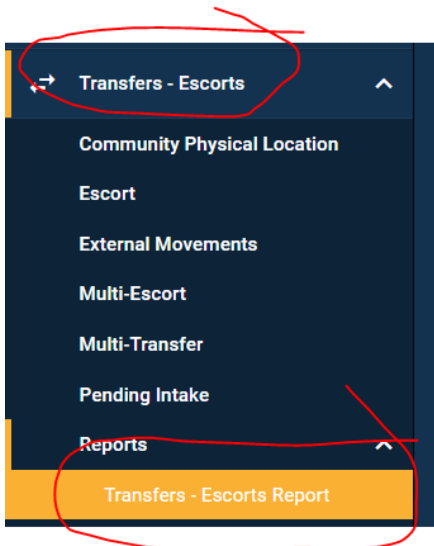 Transfers - Escorts
Community Physical Location
Escort
External Movements
Multi-Escort
Multi-Transfer
Pending Intake
Reports
Transfers - Escorts Report